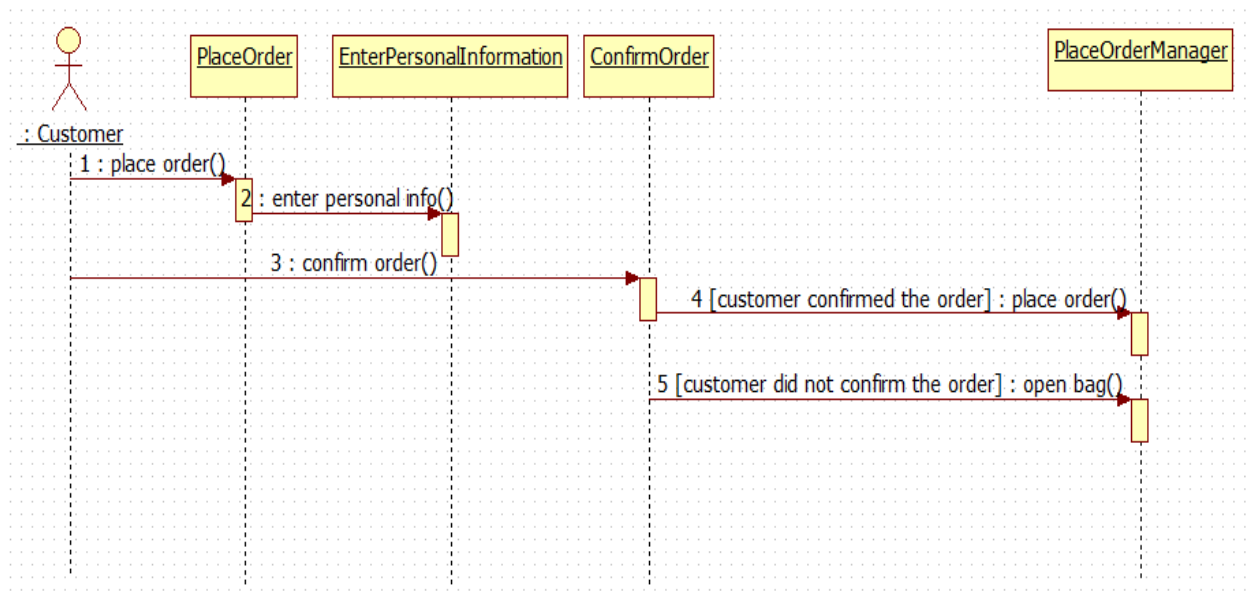 PlaceOrder
EnterPersonalInformation
ConfirmOrder
PlaceOrderManager
: Customer
1 : place order()
2 : enter personal info()
3 : confirm order()
4 [customer confirmed the order] : place order()
5 [customer did not confirm the order] : open bag()